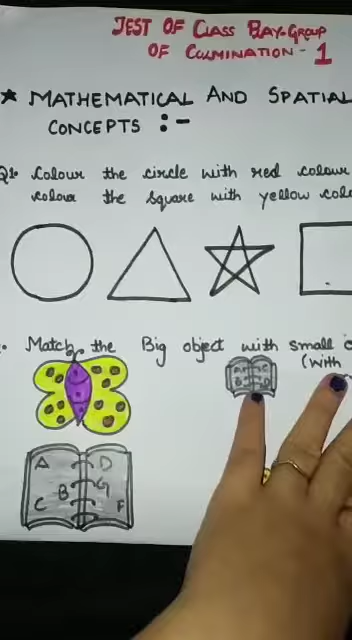 TEST OF CLASS PLAY-GROUP
OF CULMINATION - 1
★ MATHEMATICAL AND SPATIAL
CONCEPTS :-
Q1. Colour the circle with red colour
colour the square with yellow colo
Match the Big object with small o
(with
A D
B G
C F